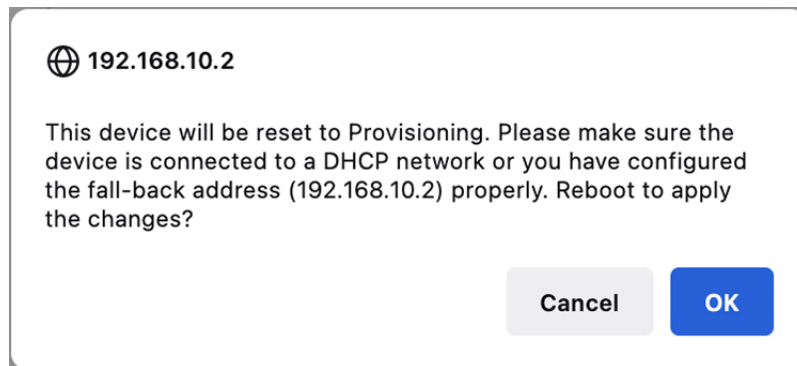 192.168.10.2
This device will be reset to Provisioning. Please make sure the
device is connected to a DHCP network or you have configured
the fall-back address (192.168.10.2) properly. Reboot to apply
the changes?
Cancel
OK